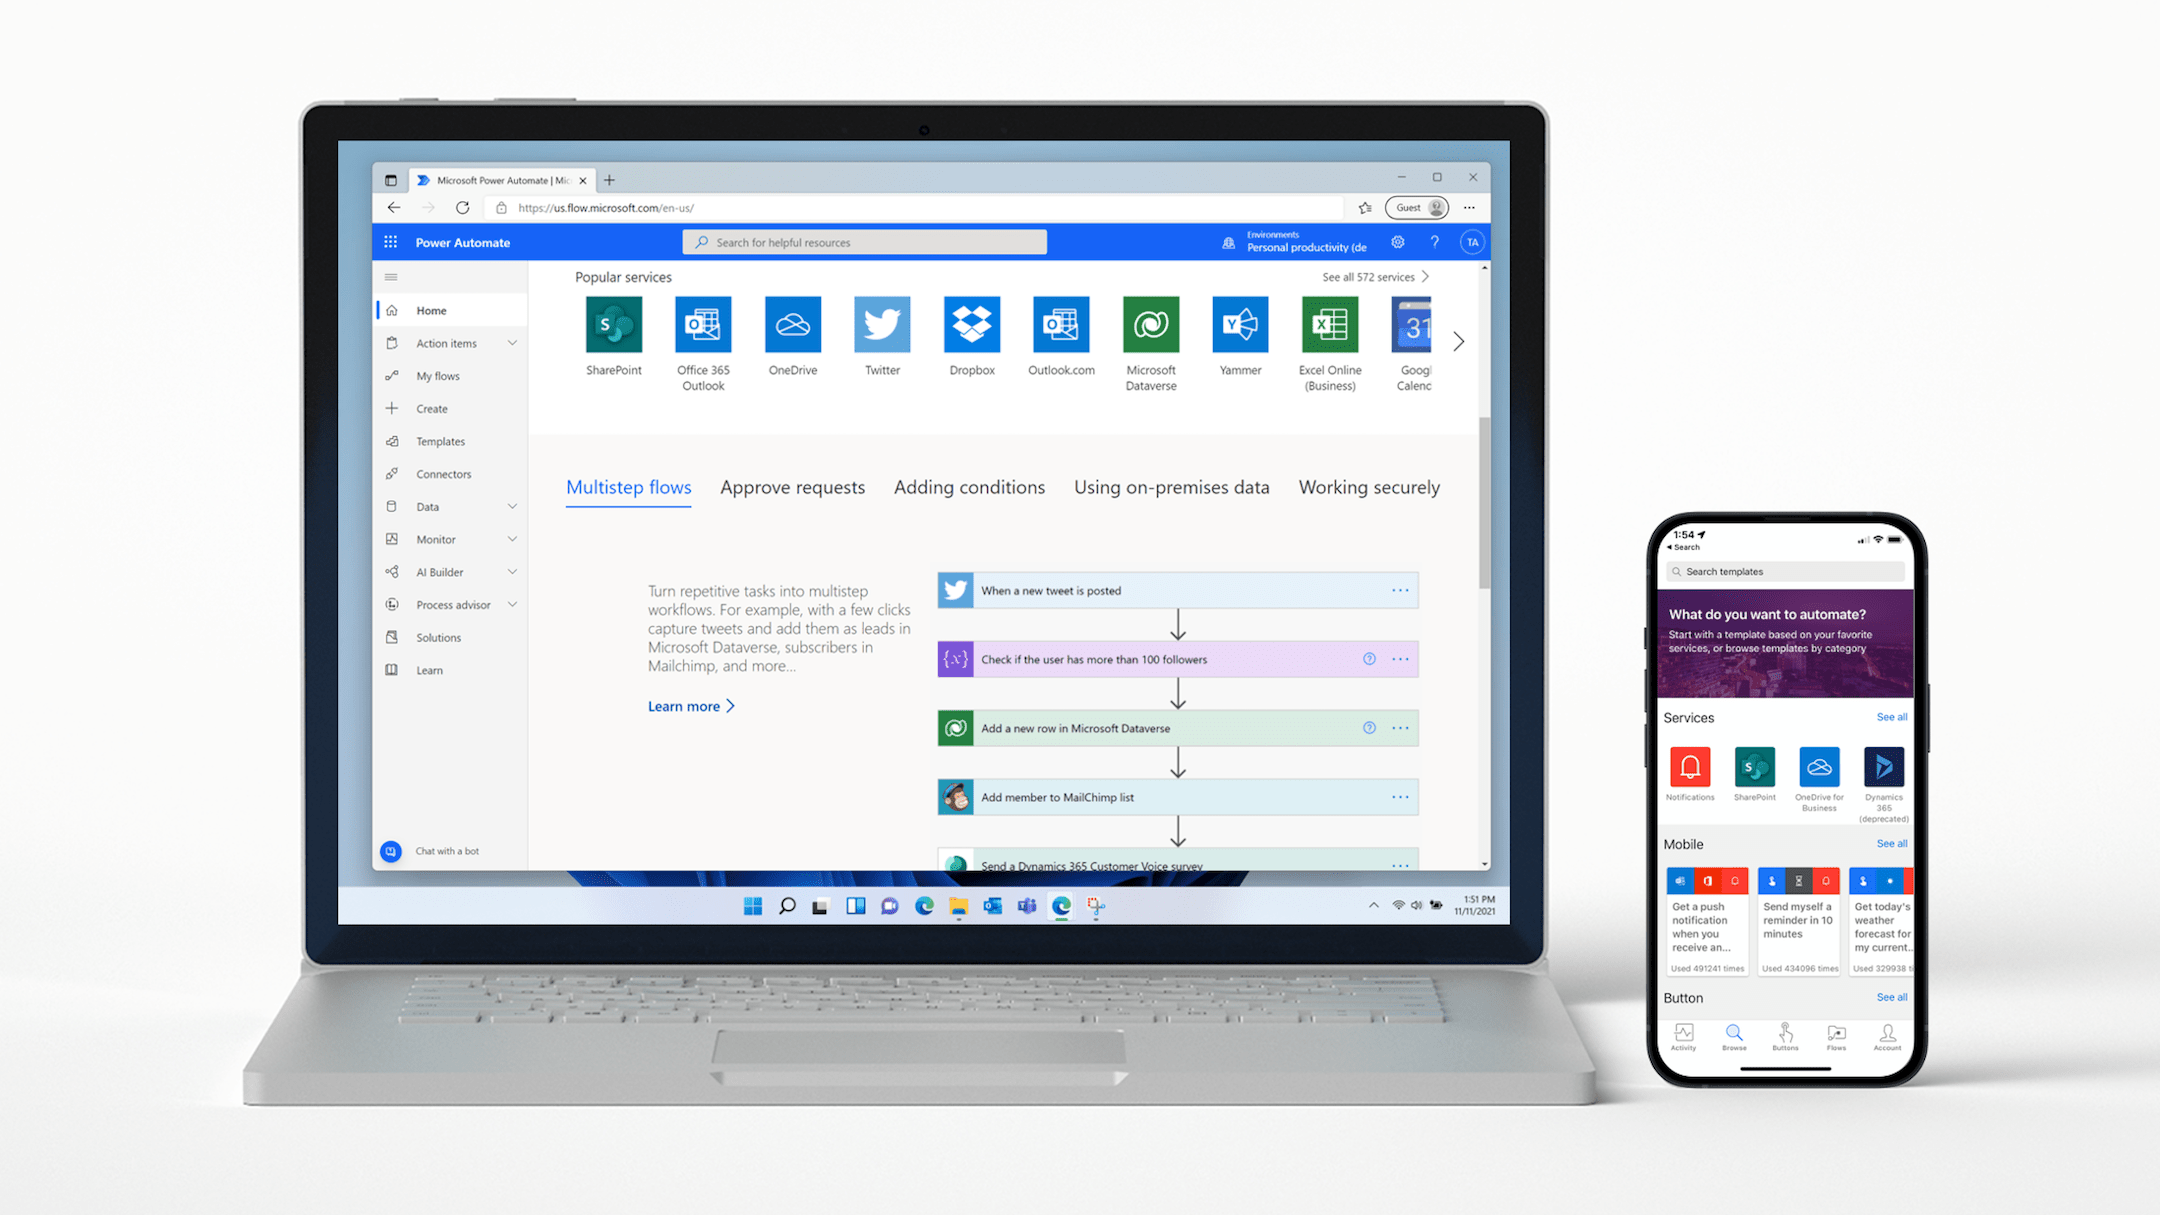 Microsoft Power Automate | Mic
https://us.flow.microsoft.com/en-us/
Guest
Power Automate
Search for helpful resources
Environments
Personal productivity (de
?
TA
Home
Action items
My flows
Create
Templates
Connectors
Data
Monitor
AI Builder
Process advisor
Solutions
Learn
Chat with a bot
Popular services
See all 572 services
SharePoint
Office 365
Outlook
OneDrive
Twitter
Dropbox
Outlook.com
Microsoft
Dataverse
Yammer
Excel Online
(Business)
31
Googl
Calend
Multistep flows
Approve requests
Adding conditions
Using on-premises data
Working securely
Turn repetitive tasks into multistep
workflows. For example, with a few clicks
capture tweets and add them as leads in
Microsoft Dataverse, subscribers in
Mailchimp, and more...
Learn more
When a new tweet is posted
{x}
Check if the user has more than 100 followers
Add a new row in Microsoft Dataverse
Add member to MailChimp list
Send a Dynamics 365 Customer Voice survey
1:51 PM
11/11/2021
1:54
Search
Search templates
What do you want to automate?
Start with a template based on your favorite
services, or browse templates by category
Services
See all
Notifications
SharePoint
OneDrive for
Business
Dynamics
365
(deprecated)
Mobile
See all
Get a push
notification
when you
receive an...
Used 491241 times
Send myself a
reminder in 10
minutes
Used 434096 times
Get today's
weather
forecast for
my current...
Used 329938 ti
Button
See all
Activity
Browse
Buttons
Flows
Account